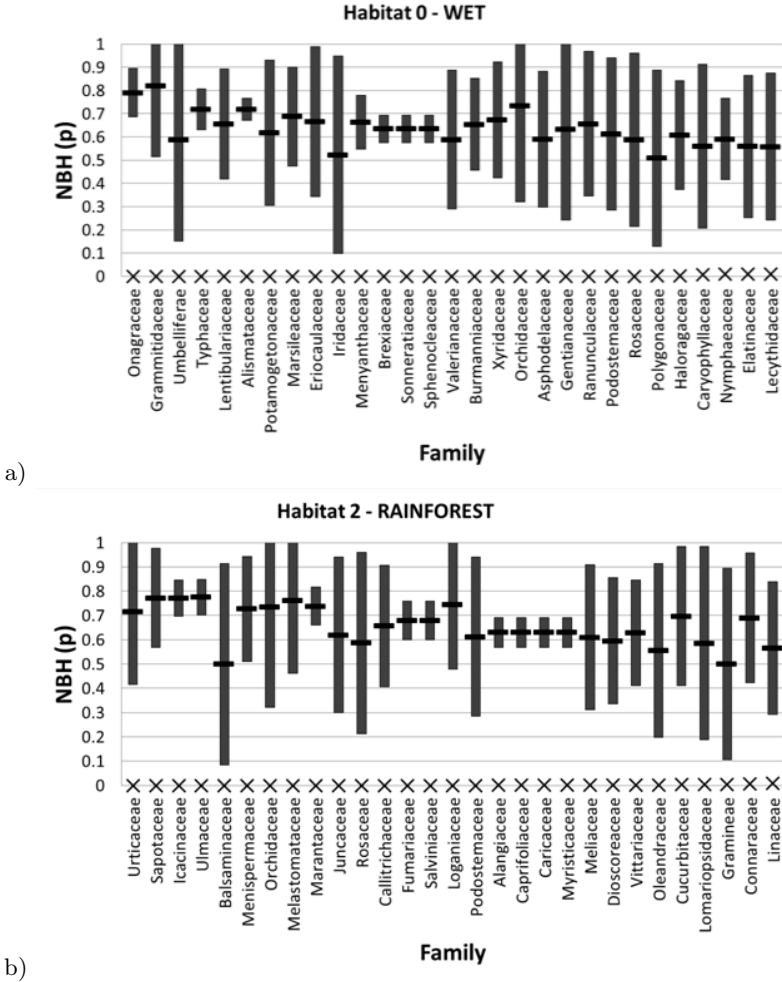 Habitat 0 - WET
1
0.9
0.8
0.7
0.6
0.5
0.4
0.3
0.2
0.1
0
NBH (p)
Onagraceae
Grammitidaceae
Umbelliferae
Typhaceae
Lentibulariaceae
Alismataceae
Potamogetonaceae
Marsileaceae
Eriocaulaceae
Iridaceae
Menyanthaceae
Brexiaceae
Sonneratiaceae
Sphenocleaceae
Valerianaceae
Burmanniaceae
Xyridaceae
Orchidaceae
Asphodelaceae
Gentianaceae
Ranunculaceae
Podostemaceae
Rosaceae
Polygonaceae
Haloragaceae
Caryophyllaceae
Nymphaeaceae
Elatinaceae
Lecythidaceae
Family
a)
Habitat 2 - RAINFOREST
1
0.9
0.8
0.7
0.6
0.5
0.4
0.3
0.2
0.1
0
NBH (p)
Urticaceae
Sapotaceae
Icacinaceae
Ulmaceae
Balsaminaceae
Menispermaceae
Orchidaceae
Melastomataceae
Marantaceae
Juncaceae
Rosaceae
Callitrichaceae
Fumariaceae
Salviniaceae
Loganiaceae
Podostemaceae
Alangiaceae
Caprifoliaceae
Caricaceae
Myristicaceae
Meliaceae
Dioscoreaceae
Vittariaceae
Oleandraceae
Cucurbitaceae
Lomariopsidaceae
Gramineae
Connaraceae
Linaceae
Family
b)